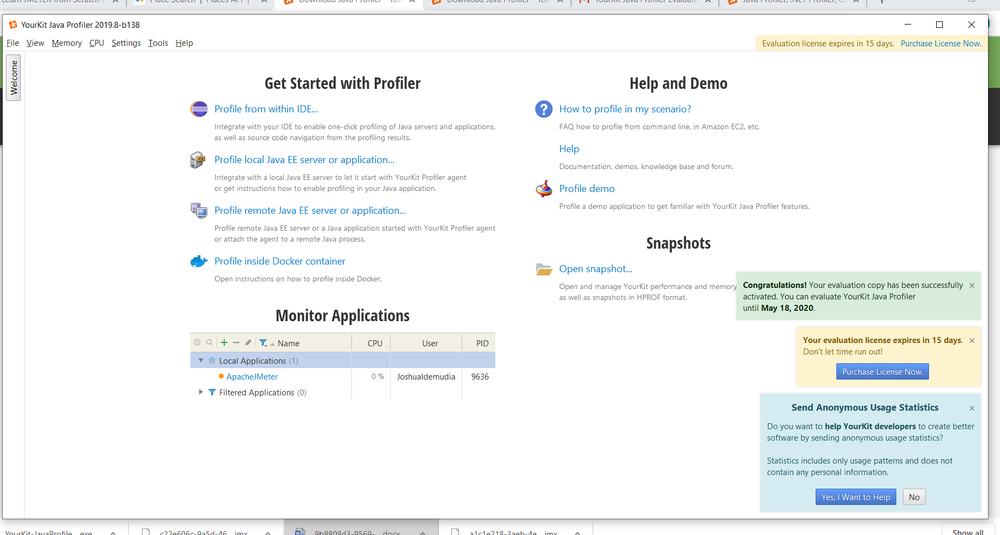 Learn JMETER from Scratch
Place Search | Places API |
Download Java Profiler - You
Download Java Profiler - You
YourKit Java Profiler Evaluati
Java Profiler, .NET Profiler, C
YourKit Java Profiler 2019.8-b138
File View Memory CPU Settings Tools Help
Evaluation license expires in 15 days. Purchase License Now.
Welcome
Get Started with Profiler
Profile from within IDE...
Integrate with your IDE to enable one-click profiling of Java servers and applications,
as well as source code navigation from the profiling results.
JEE
Profile local Java EE server or application...
Integrate with a local Java EE server to let it start with YourKit Profiler agent
or get instructions how to enable profiling in your Java application.
Profile remote Java EE server or application...
Profile remote Java EE server or a Java application started with YourKit Profiler agent
or attach the agent to a remote Java process.
Profile inside Docker container
Open instructions on how to profile inside Docker.
Monitor Applications
Name CPU User PID
Local Applications (1)
ApacheJMeter 0 % Joshualdemudia 9636
Filtered Applications (0)
Help and Demo
How to profile in my scenario?
FAQ how to profile from command line, in Amazon EC2, etc.
Help
Documentation, demos, knowledge base and forum.
Profile demo
Profile a demo application to get familiar with YourKit Java Profiler features.
Snapshots
Open snapshot...
Open and manage YourKit performance and memory
as well as snapshots in HPROF format.
Congratulations! Your evaluation copy has been successfully
activated. You can evaluate YourKit Java Profiler
until May 18, 2020.
Your evaluation license expires in 15 days.
Don't let time run out!
Purchase License Now.
Send Anonymous Usage Statistics
Do you want to help YourKit developers to create better
software by sending anonymous usage statistics?
Statistics includes only usage patterns and does not
contain any personal information.
Yes, I Want to Help No
YourKit-JavaProfile....exe
c22e606c-9a5d-46....jmx
9b8808d3-9569-....docx
a1c1e218-3aeb-4e....jmx
Show all